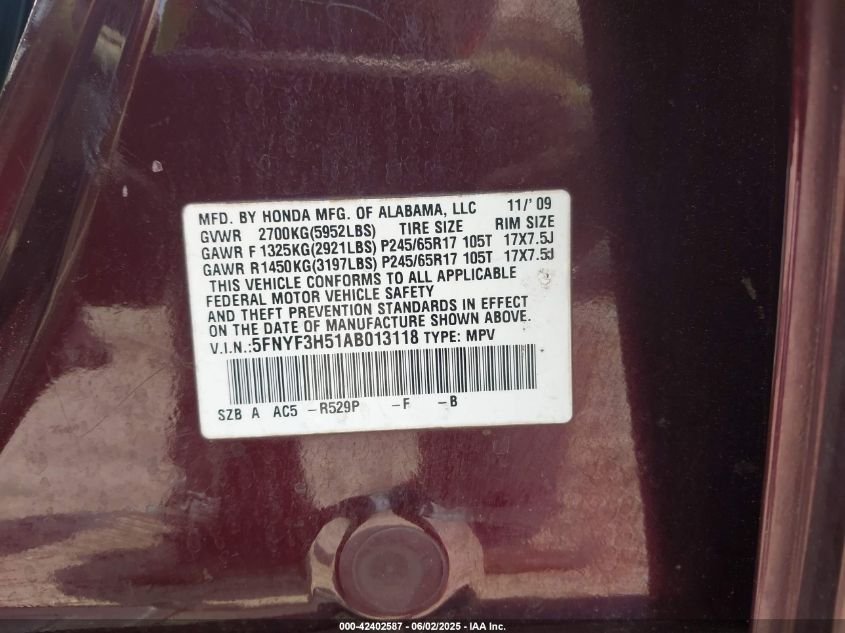 MFD. BY HONDA MFG. OF ALABAMA, LLC 11/' 09
GVWR 2700KG(5952LBS) TIRE SIZE RIM SIZE
GAWR F 1325KG(2921LBS) P245/65R17 105T 17X7.5J
GAWR R1450KG(3197LBS) P245/65R17 105T 17X7.5J
THIS VEHICLE CONFORMS TO ALL APPLICABLE
FEDERAL MOTOR VEHICLE SAFETY
AND THEFT PREVENTION STANDARDS IN EFFECT
ON THE DATE OF MANUFACTURE SHOWN ABOVE.
V.I.N.:5FNYF3H51AB013118 TYPE: MPV
SZB A AC5 -R529P -F -B
000-42402587 - 06/02/2025 - IAA Inc.